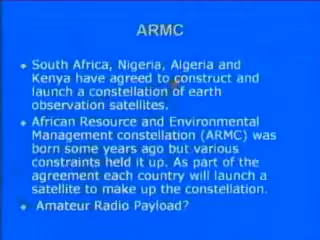 ARMC
South Africa, Nigeria, Algeria and
Kenya have agreed to construct and
launch a constellation of earth
observation satellites.
African Resource and Environmental
Management constellation (ARMC) was
born some years ago but various
constraints held it up. As part of the
agreement each country will launch a
satellite to make up the constellation.
Amateur Radio Payload?